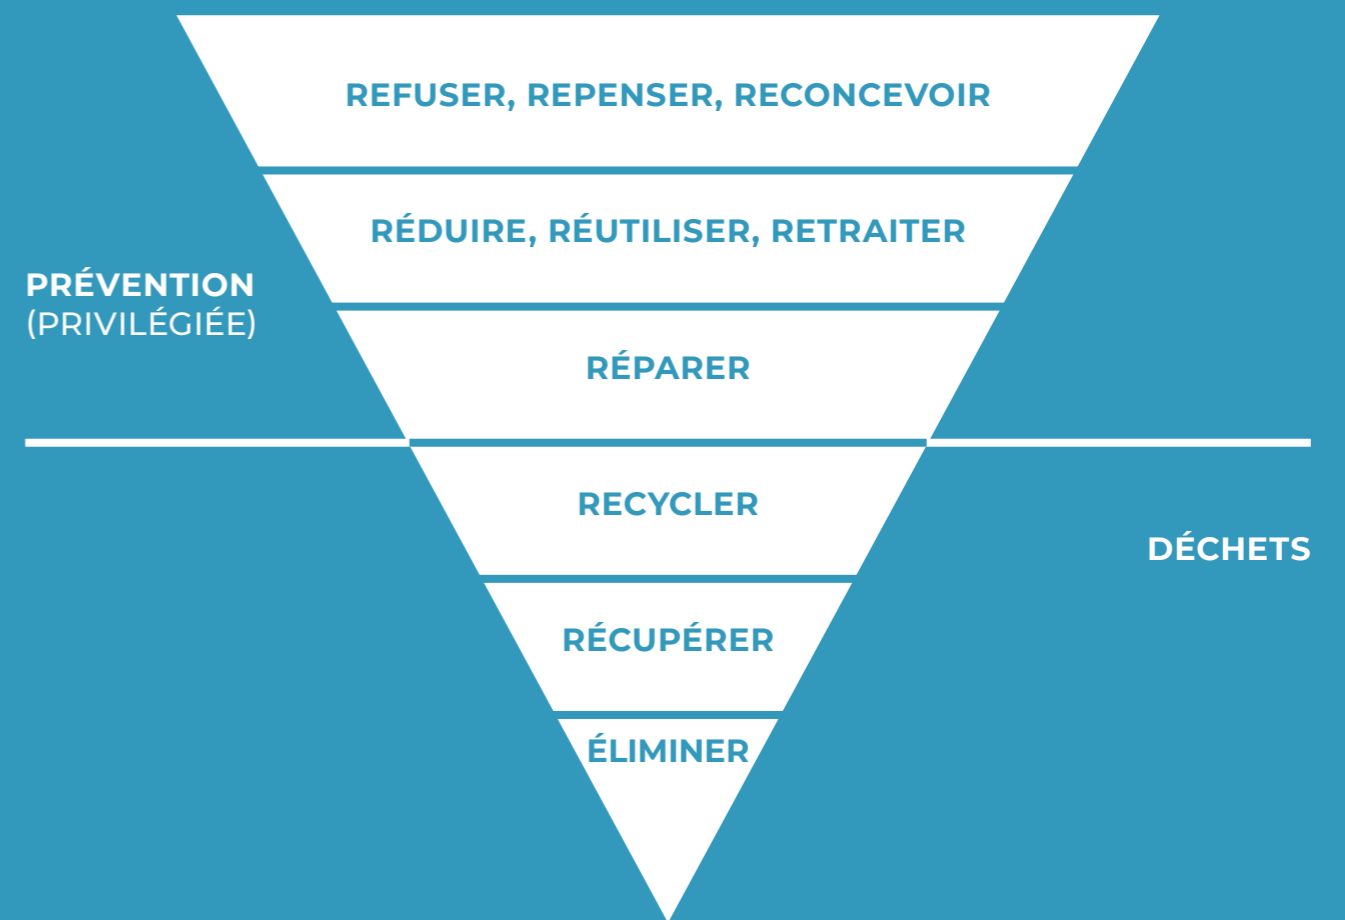 REFUSER, REPENSER, RECONCEVOIR
RÉDUIRE, RÉUTILISER, RETRAITER
PRÉVENTION
(PRIVILÉGIÉE)
RÉPARER
RECYCLER
DÉCHETS
RÉCUPÉRER
ÉLIMINER